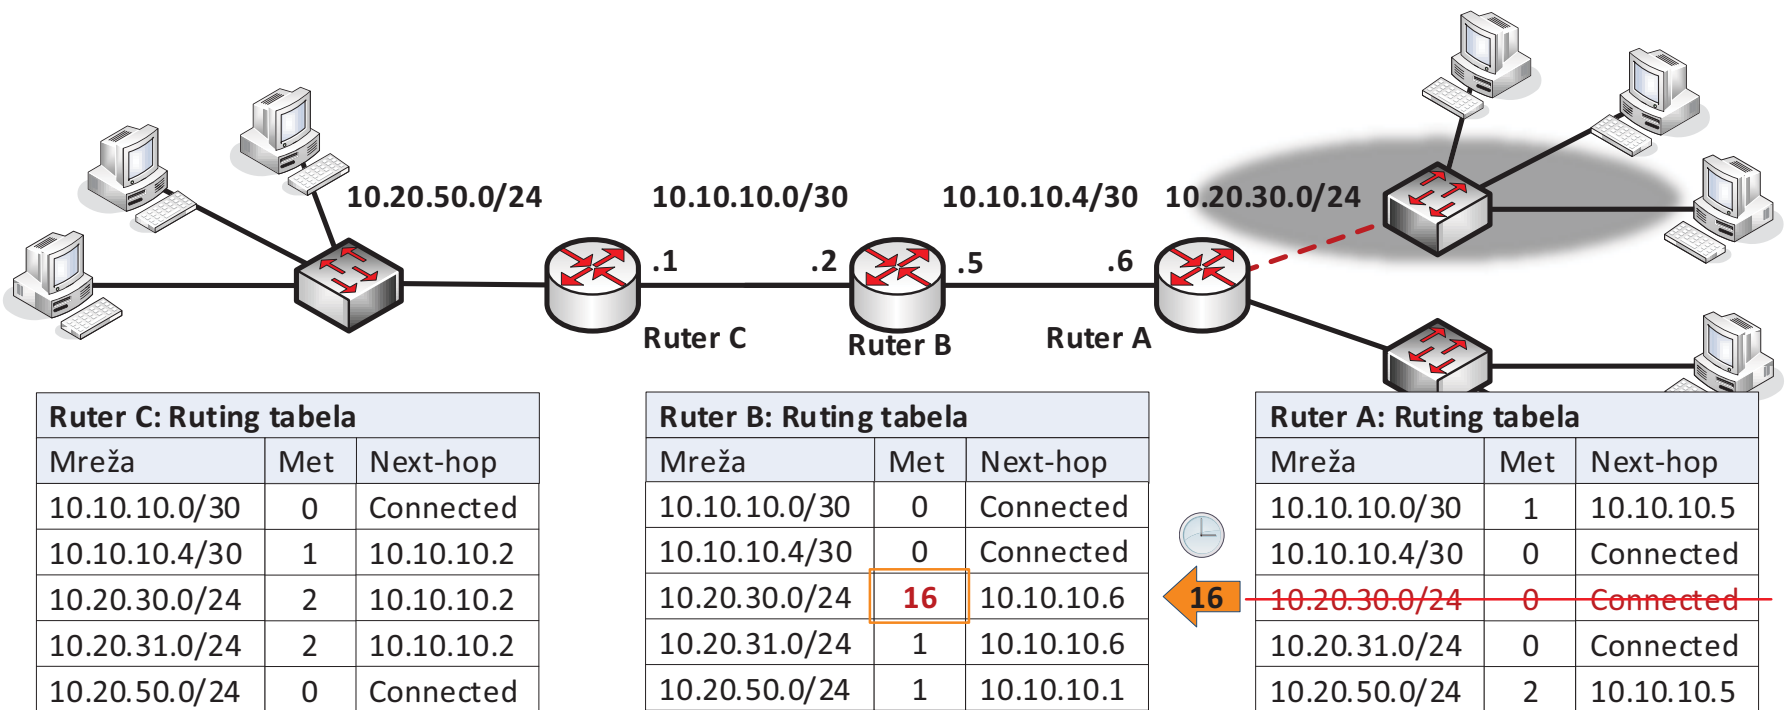 10.20.50.0/24 10.10.10.0/30 10.10.10.4/30 10.20.30.0/24
.1 .2 .5 .6
Ruter C Ruter B Ruter A
Ruter C: Ruting tabela
Mreža Met Next-hop
10.10.10.0/30 0 Connected
10.10.10.4/30 1 10.10.10.2
10.20.30.0/24 2 10.10.10.2
10.20.31.0/24 2 10.10.10.2
10.20.50.0/24 0 Connected
Ruter B: Ruting tabela
Mreža Met Next-hop
10.10.10.0/30 0 Connected
10.10.10.4/30 0 Connected
10.20.30.0/24 16 10.10.10.6
10.20.31.0/24 1 10.10.10.6
10.20.50.0/24 1 10.10.10.1
16
Ruter A: Ruting tabela
Mreža Met Next-hop
10.10.10.0/30 1 10.10.10.5
10.10.10.4/30 0 Connected
10.20.30.0/24 0 Connected
10.20.31.0/24 0 Connected
10.20.50.0/24 2 10.10.10.5